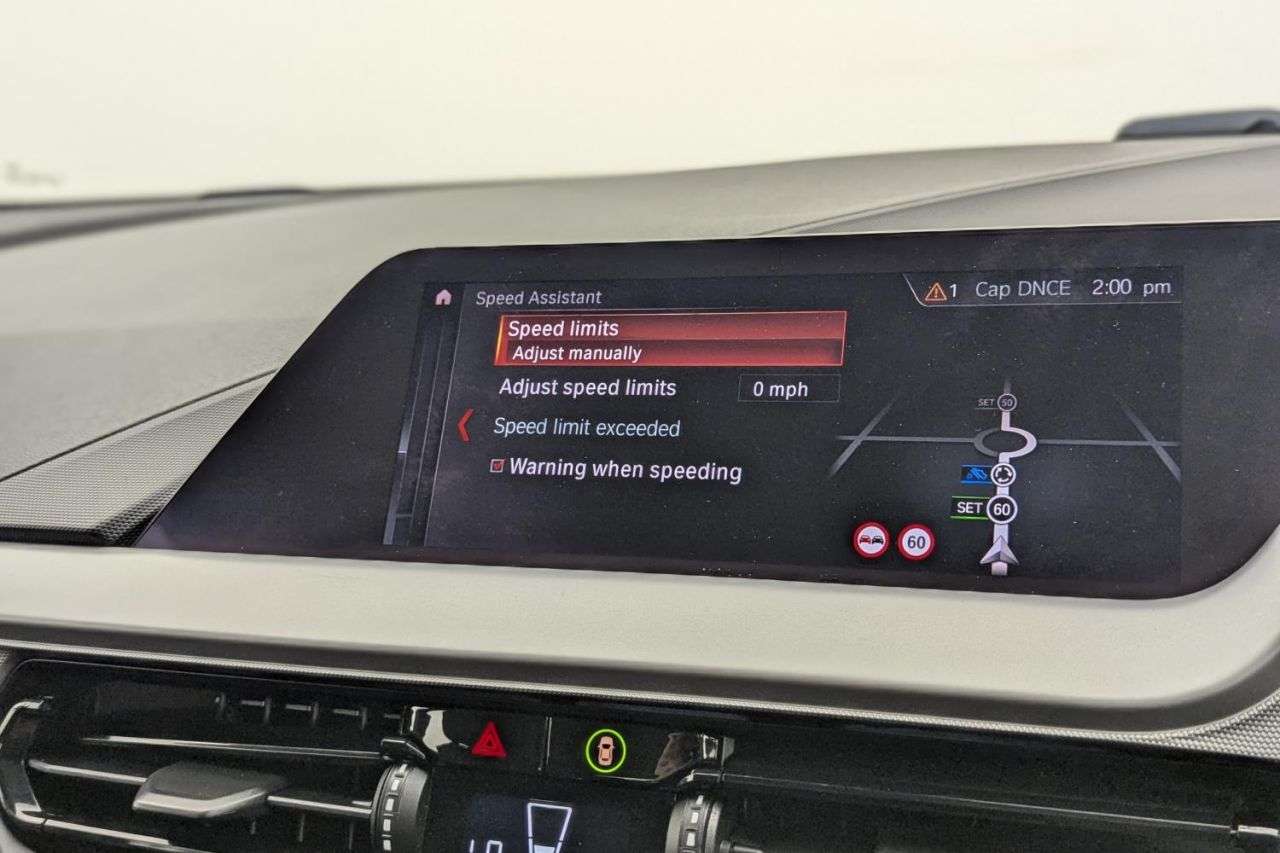 Speed Assistant
1 Cap DNCE 2:00 pm
Speed limits
Adjust manually
Adjust speed limits 0 mph
Speed limit exceeded
Warning when speeding
SET 50
SET 60
60